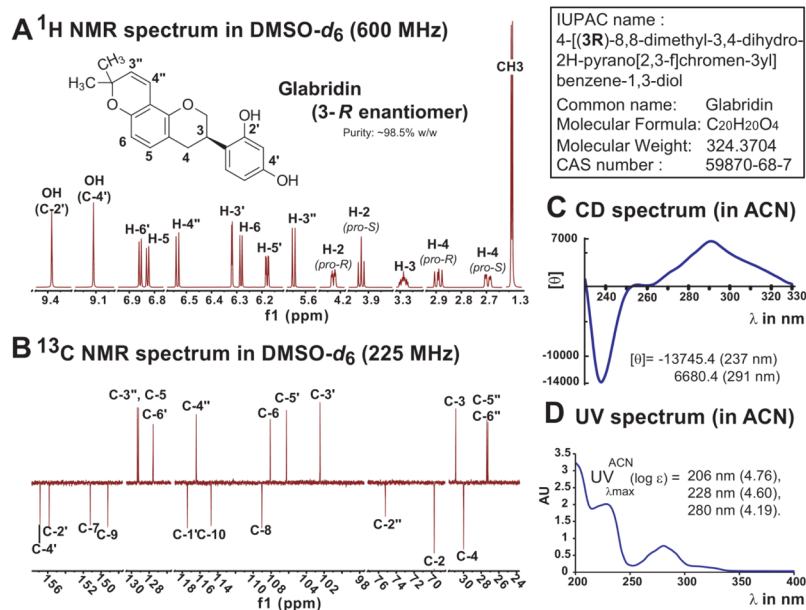 A ¹H NMR spectrum in DMSO-d₆ (600 MHz)
CH₃ 3"
H₃C 4"
O O
6 5 4 3
OH
2'
4'
OH
Glabridin
(3-R enantiomer)
Purity: ~98.5% w/w
CH3
OH
(C-2')
OH
(C-4')
H-6'
H-5
H-4"
H-3'
H-6
H-5'
H-3"
H-2
(pro-R)
H-2
(pro-S)
H-3
H-4
(pro-R)
H-4
(pro-S)
9.4 9.1 6.9 6.8 6.5 6.4 6.3 6.2 5.6 4.2 3.9 3.3 2.9 2.8 2.7 1.3
f1 (ppm)
IUPAC name :
4-[(3R)-8,8-dimethyl-3,4-dihydro-
2H-pyrano[2,3-f]chromen-3yl]
benzene-1,3-diol
Common name: Glabridin
Molecular Formula: C₂₀H₂₀O₄
Molecular Weight: 324.3704
CAS number : 59870-68-7
B ¹³C NMR spectrum in DMSO-d₆ (225 MHz)
C-3", C-5
C-6'
C-4"
C-6
C-5'
C-3'
C-3
C-5"
C-6"
C-4'
C-2'
C-7
C-9
C-1'
C-10
C-8
C-2"
C-2
C-4
156 152 150 130 128 118 116 114 110 108 104 102 98 76 74 72 70 30 28 26 24
f1 (ppm)
C CD spectrum (in ACN)
7000
[θ]
240 260 280 300 330
λ in nm
-10000
-14000
[θ]= -13745.4 (237 nm)
6680.4 (291 nm)
D UV spectrum (in ACN)
3.5
3
2.5
2
1.5
1
0.5
0
AU
UV ACN λmax (log ε) = 206 nm (4.76),
228 nm (4.60),
280 nm (4.19).
200 250 300 350 400
λ in nm